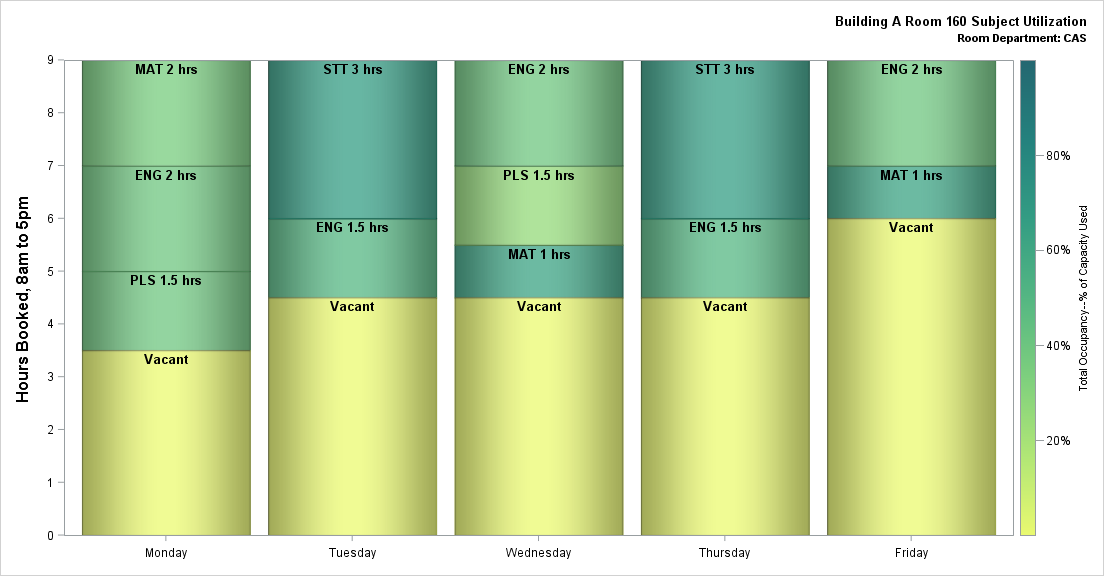 Building A Room 160 Subject Utilization
Room Department: CAS
Hours Booked, 8am to 5pm
9
8
7
6
5
4
3
2
1
0
MAT 2 hrs
ENG 2 hrs
PLS 1.5 hrs
Vacant
STT 3 hrs
ENG 1.5 hrs
Vacant
ENG 2 hrs
PLS 1.5 hrs
MAT 1 hrs
Vacant
STT 3 hrs
ENG 1.5 hrs
Vacant
ENG 2 hrs
MAT 1 hrs
Vacant
Monday
Tuesday
Wednesday
Thursday
Friday
80%
60%
40%
20%
Total Occupancy--% of Capacity Used